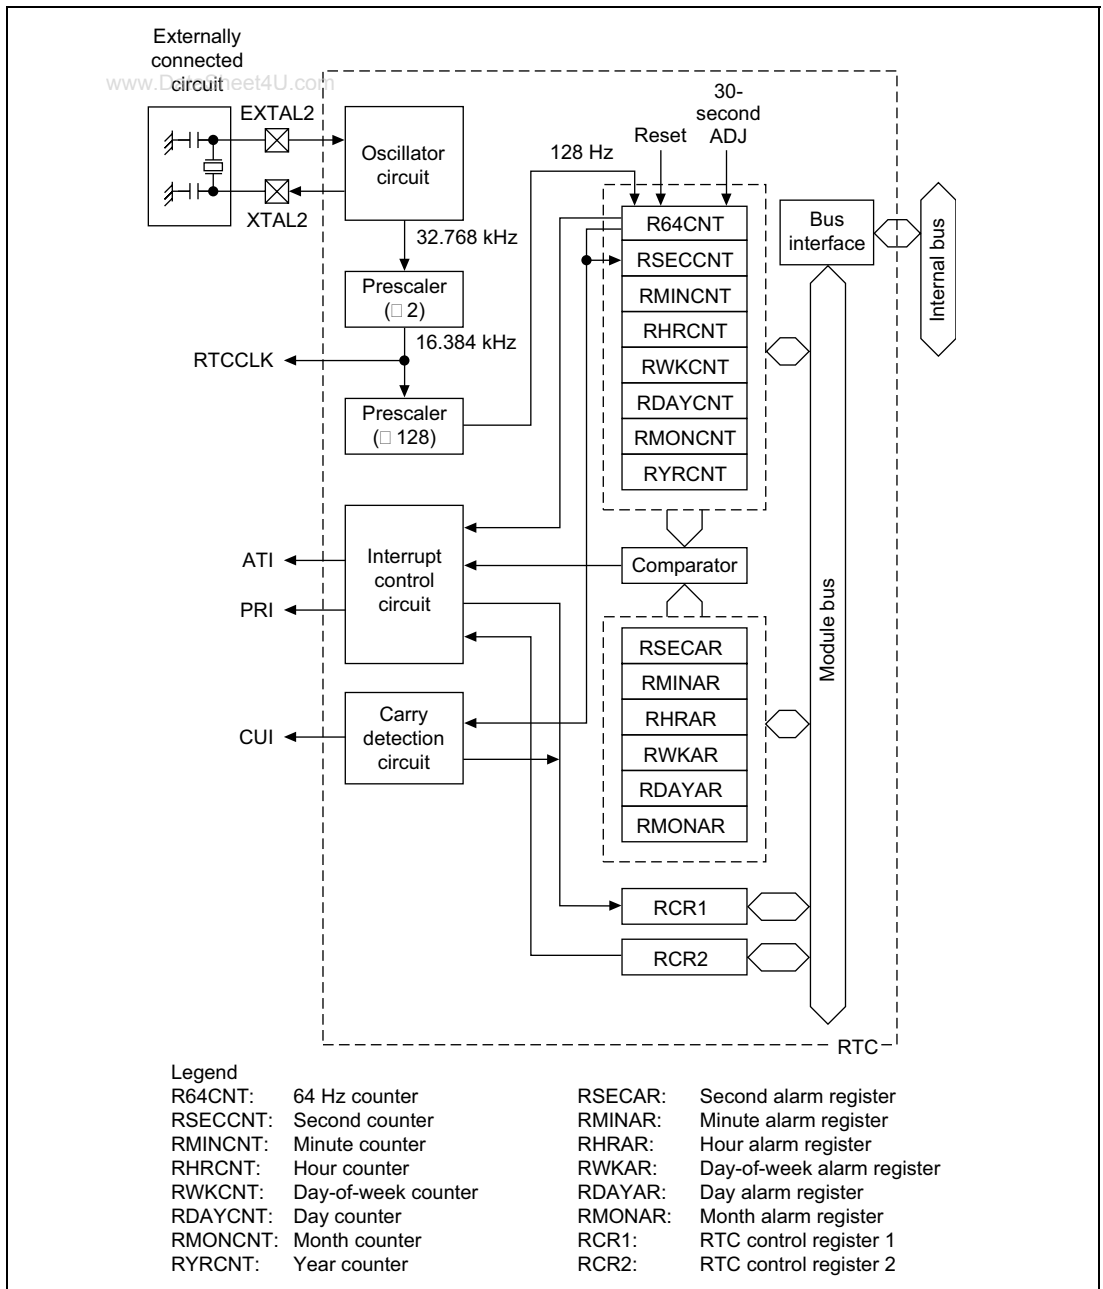 Externally
connected
circuit
www.DataSheet4U.com
EXTAL2
XTAL2
Oscillator
circuit
32.768 kHz
Prescaler
(□ 2)
16.384 kHz
RTCCLK
Prescaler
(□ 128)
128 Hz
Reset
30-
second
ADJ
R64CNT
RSECCNT
RMINCNT
RHRCNT
RWKCNT
RDAYCNT
RMONCNT
RYRCNT
Bus
interface
Internal bus
Module bus
ATI
PRI
Interrupt
control
circuit
Comparator
CUI
Carry
detection
circuit
RSECAR
RMINAR
RHRAR
RWKAR
RDAYAR
RMONAR
RCR1
RCR2
RTC
Legend
R64CNT: 64 Hz counter
RSECCNT: Second counter
RMINCNT: Minute counter
RHRCNT: Hour counter
RWKCNT: Day-of-week counter
RDAYCNT: Day counter
RMONCNT: Month counter
RYRCNT: Year counter
RSECAR: Second alarm register
RMINAR: Minute alarm register
RHRAR: Hour alarm register
RWKAR: Day-of-week alarm register
RDAYAR: Day alarm register
RMONAR: Month alarm register
RCR1: RTC control register 1
RCR2: RTC control register 2